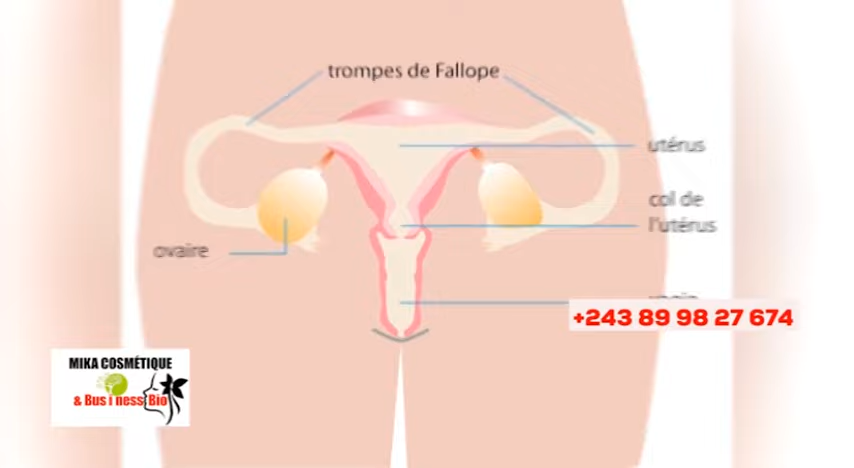 trompes de Fallope
utérus
col de
l'utérus
ovaire
+243 89 98 27 674
MIKA COSMÉTIQUE
& Bus i ness Bio